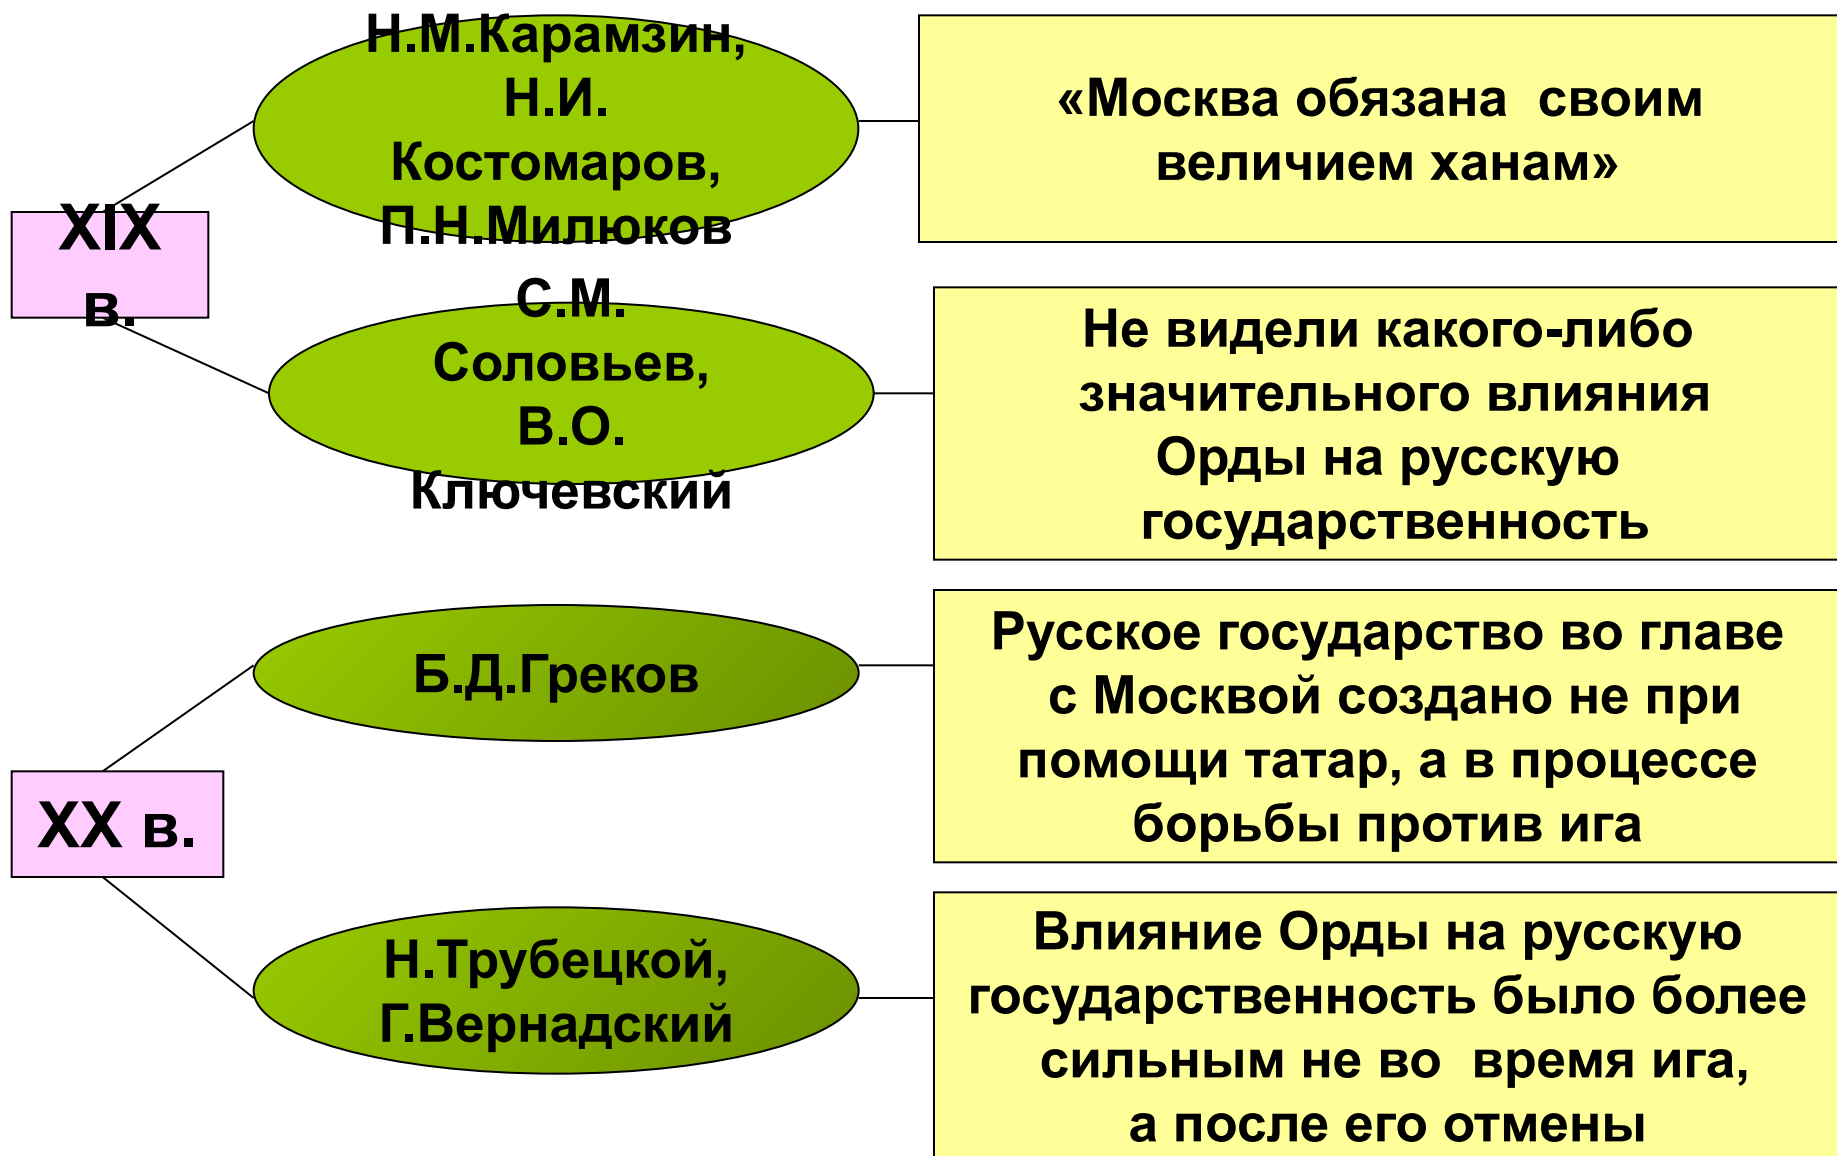 XIX
в.
Н.М.Карамзин,
Н.И.
Костомаров,
П.Н.Милюков
«Москва обязана своим
величием ханам»
С.М.
Соловьев,
В.О.
Ключевский
Не видели какого-либо
значительного влияния
Орды на русскую
государственность
XX в.
Б.Д.Греков
Русское государство во главе
с Москвой создано не при
помощи татар, а в процессе
борьбы против ига
Н.Трубецкой,
Г.Вернадский
Влияние Орды на русскую
государственность было более
сильным не во время ига,
а после его отмены